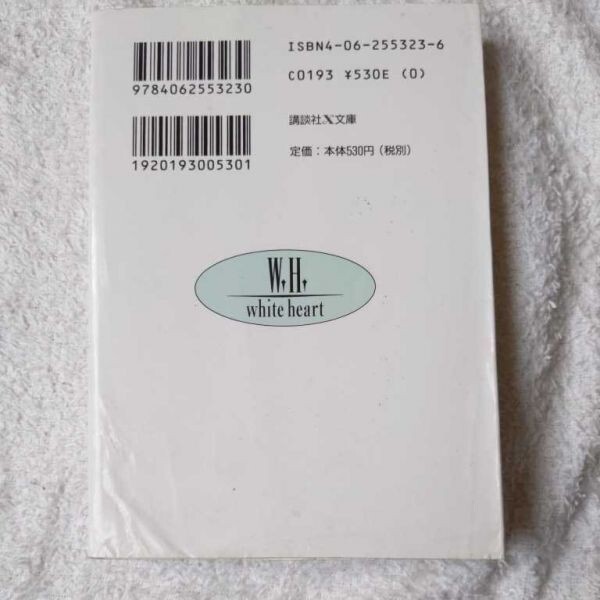 ISBN4-06-255323-6
9784062553230
C0193 ¥530E (0)
講談社X文庫
1920193005301
定価：本体530円（税別）
W.H.
white heart